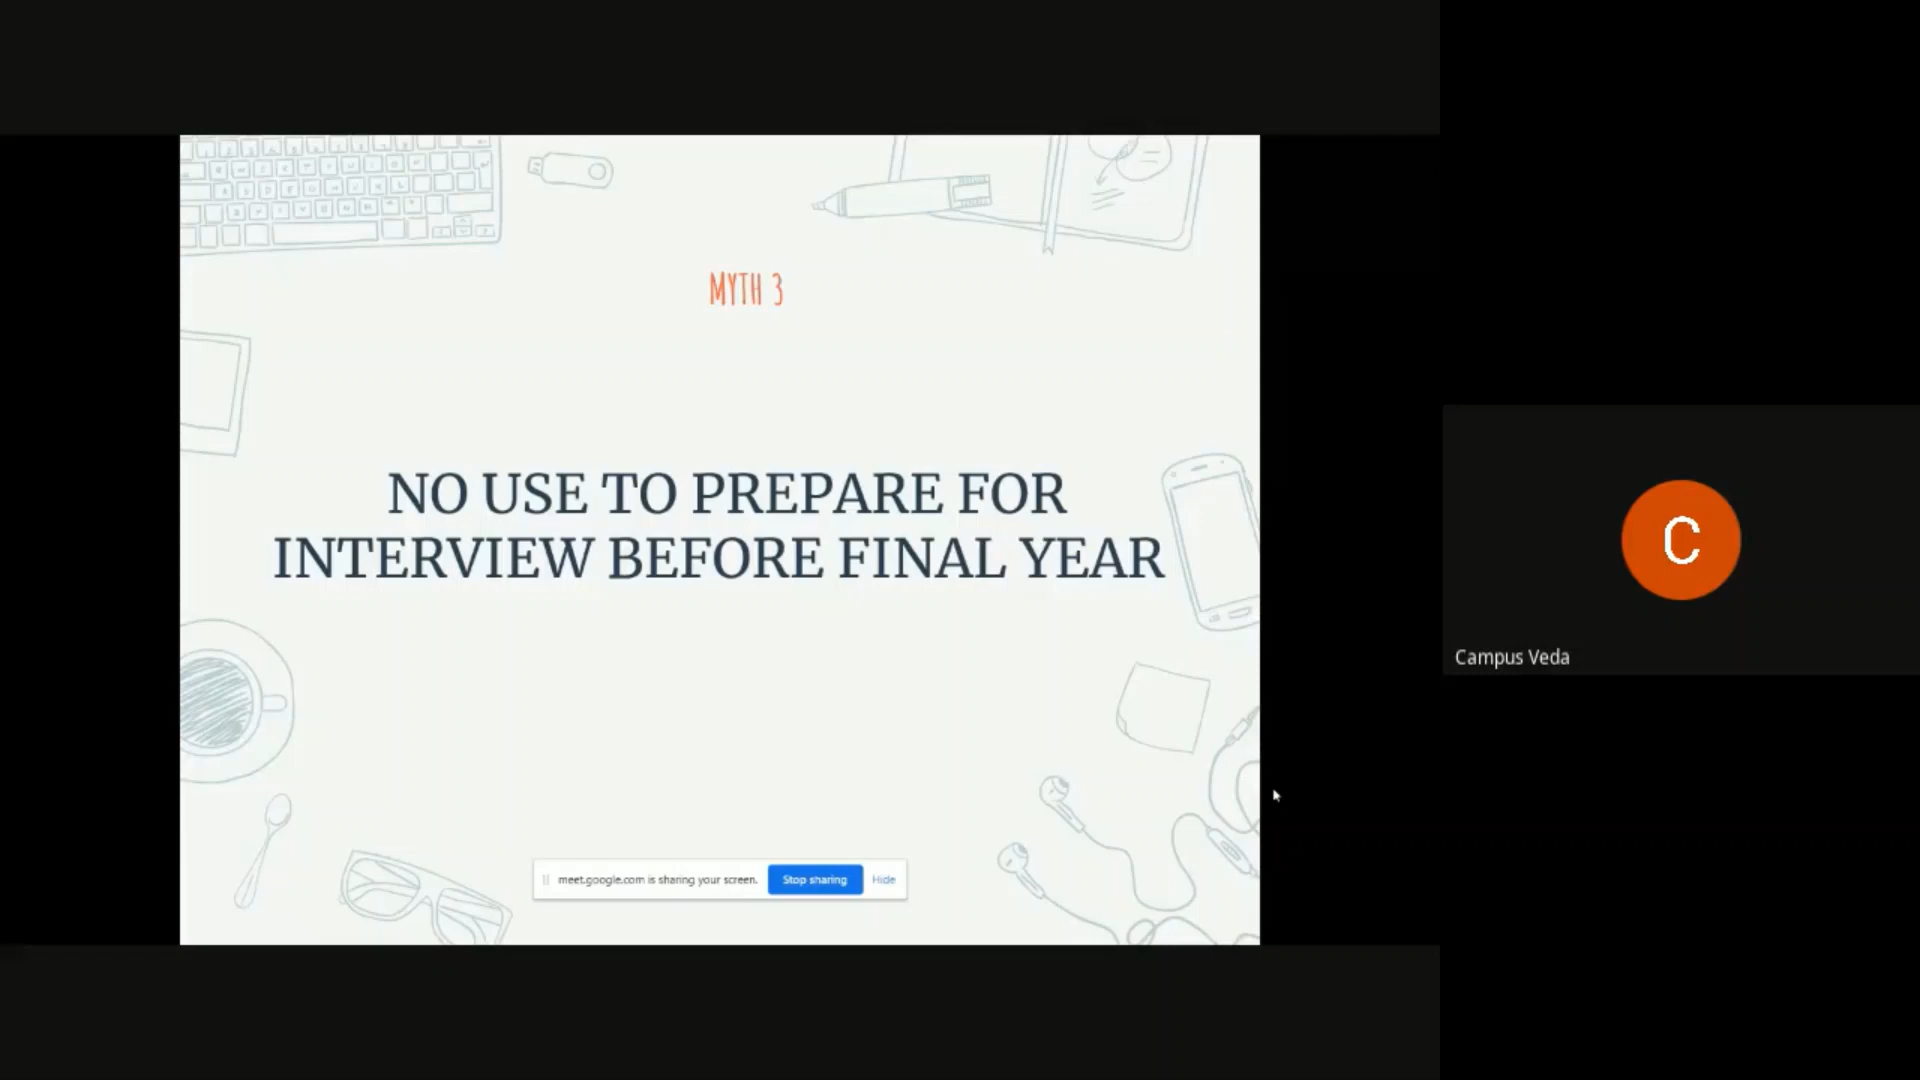 MYTH 3
NO USE TO PREPARE FOR
INTERVIEW BEFORE FINAL YEAR
meet.google.com is sharing your screen. Stop sharing Hide
C
Campus Veda